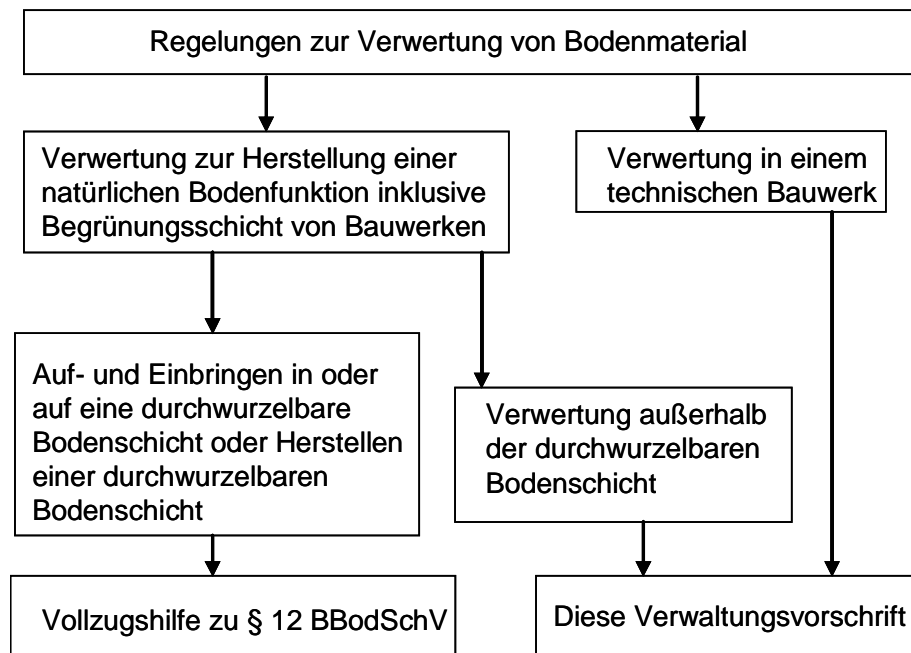 Regelungen zur Verwertung von Bodenmaterial
Verwertung zur Herstellung einer
natürlichen Bodenfunktion inklusive
Begrünungsschicht von Bauwerken
Verwertung in einem
technischen Bauwerk
Auf- und Einbringen in oder
auf eine durchwurzelbare
Bodenschicht oder Herstellen
einer durchwurzelbaren
Bodenschicht
Verwertung außerhalb
der durchwurzelbaren
Bodenschicht
Vollzugshilfe zu § 12 BBodSchV
Diese Verwaltungsvorschrift